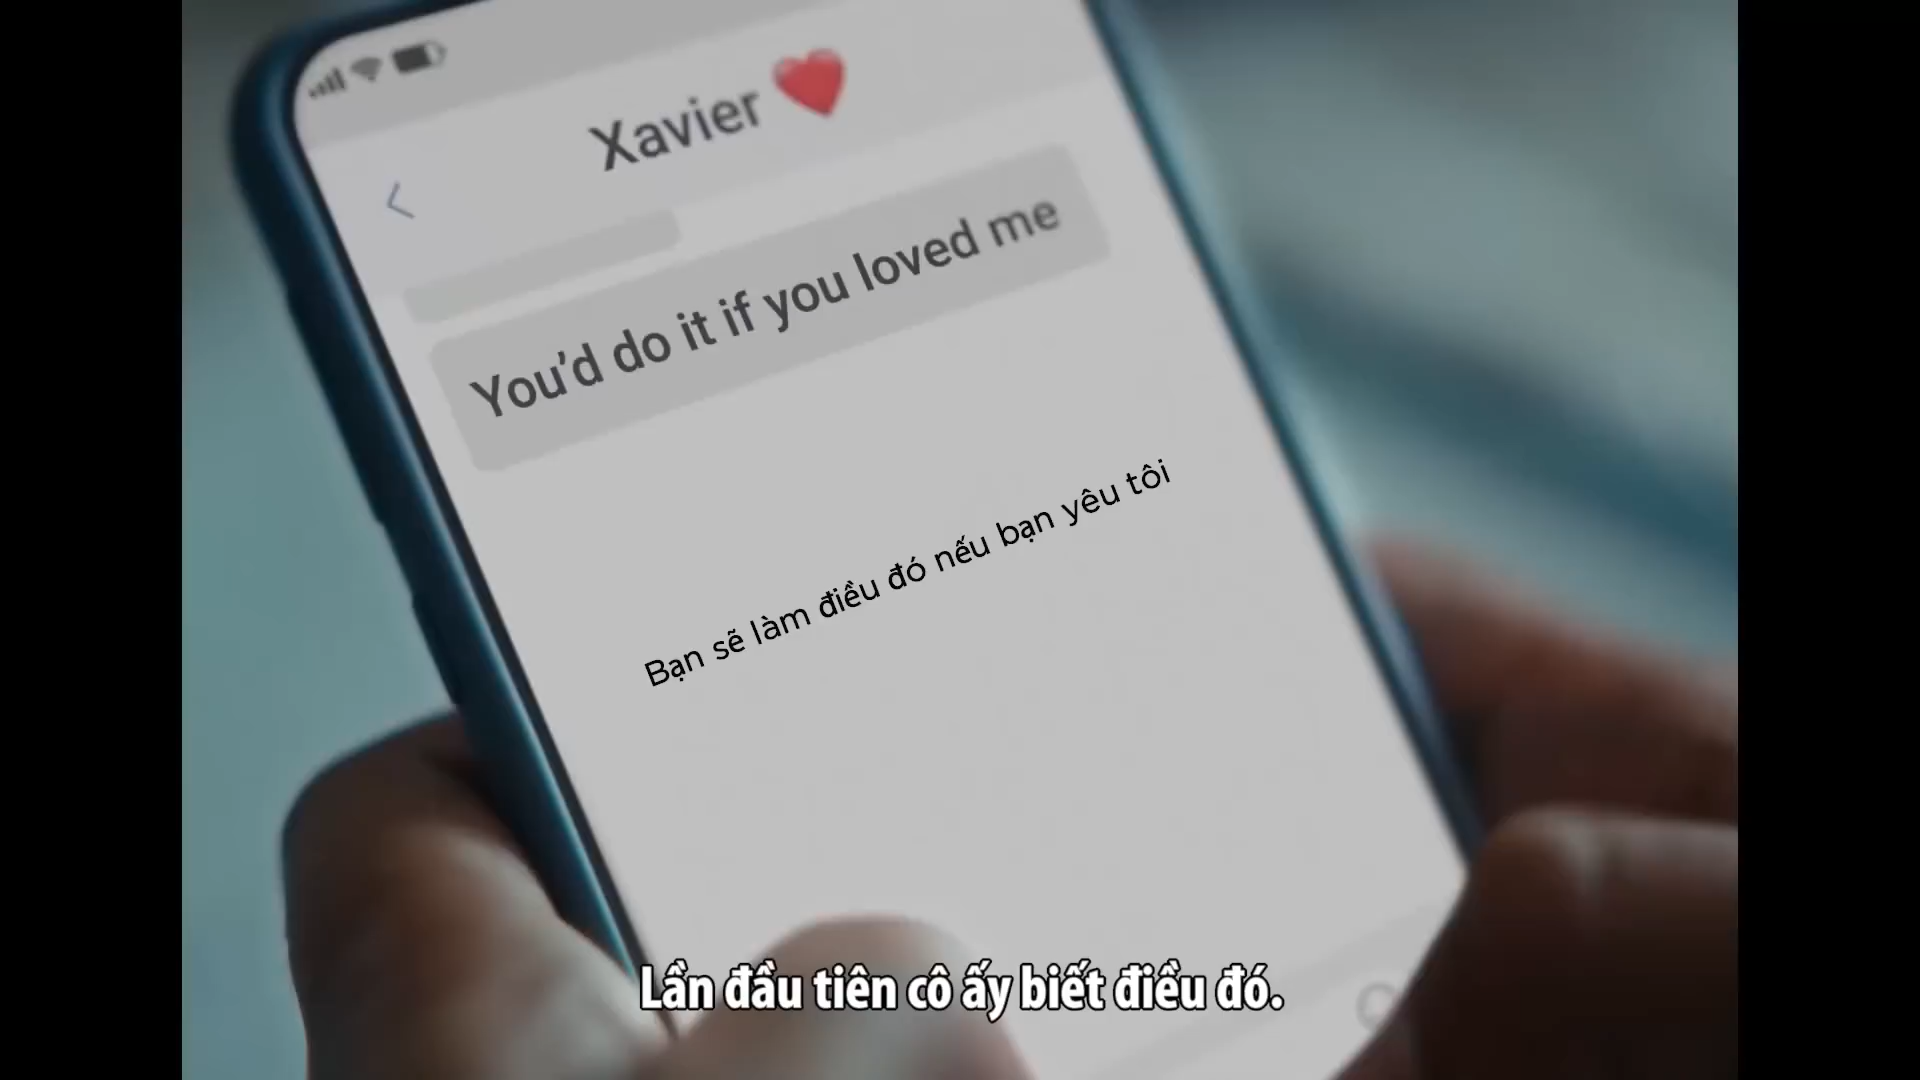 Xavier ❤️
You'd do it if you loved me
Bạn sẽ làm điều đó nếu bạn yêu tôi
Lần đầu tiên cô ấy biết điều đó.